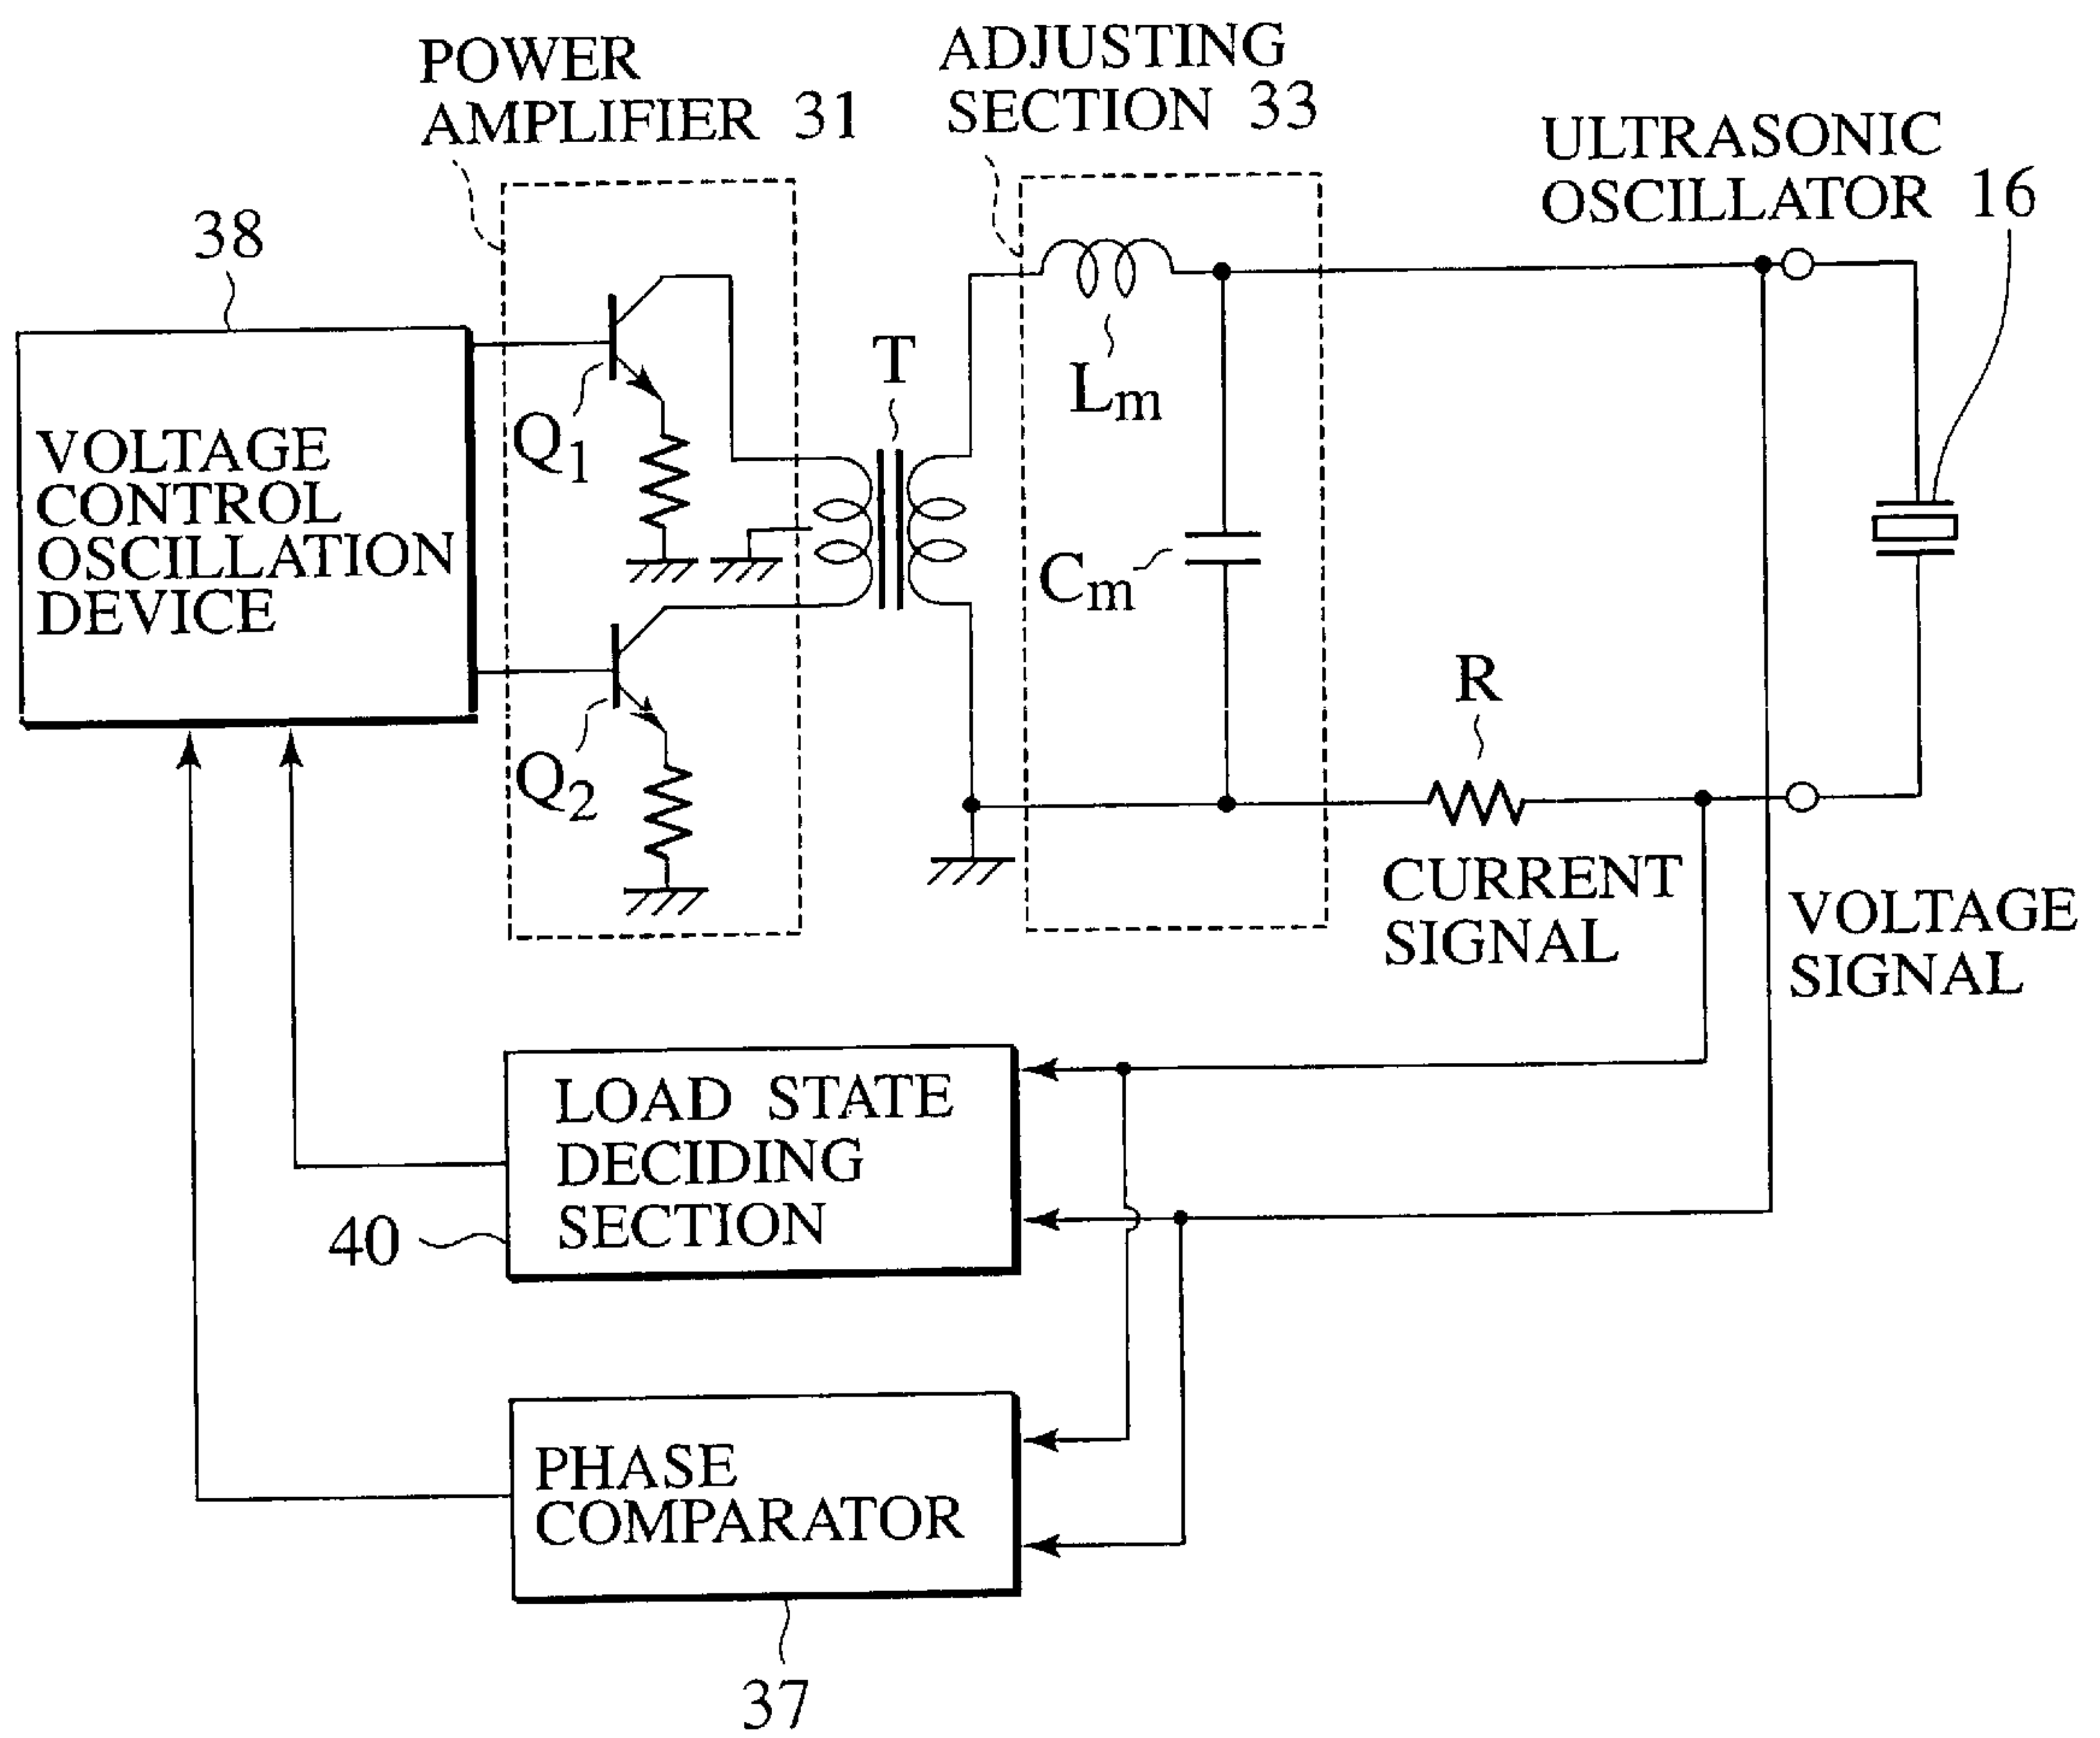 POWER
AMPLIFIER 31
ADJUSTING
SECTION 33
ULTRASONIC
OSCILLATOR 16
38
VOLTAGE
CONTROL
OSCILLATION
DEVICE
Q1
T
Lm
Cm
Q2
R
CURRENT
SIGNAL
VOLTAGE
SIGNAL
LOAD STATE
DECIDING
SECTION
40
PHASE
COMPARATOR
37